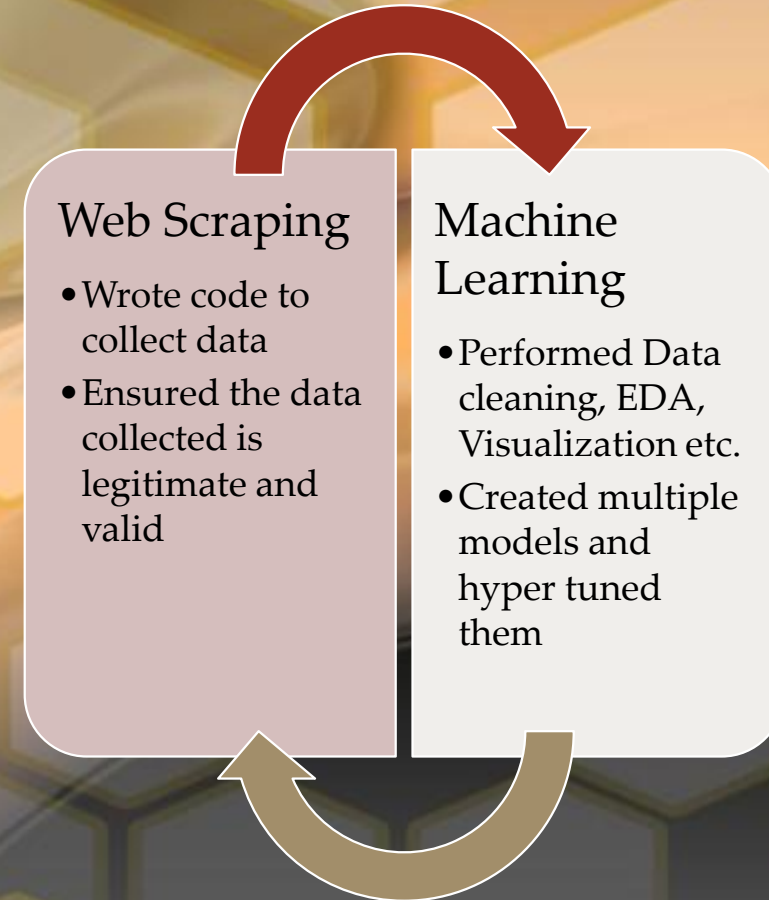 Web Scraping
•Wrote code to
collect data
•Ensured the data
collected is
legitimate and
valid
Machine
Learning
•Performed Data
cleaning, EDA,
Visualization etc.
•Created multiple
models and
hyper tuned
them